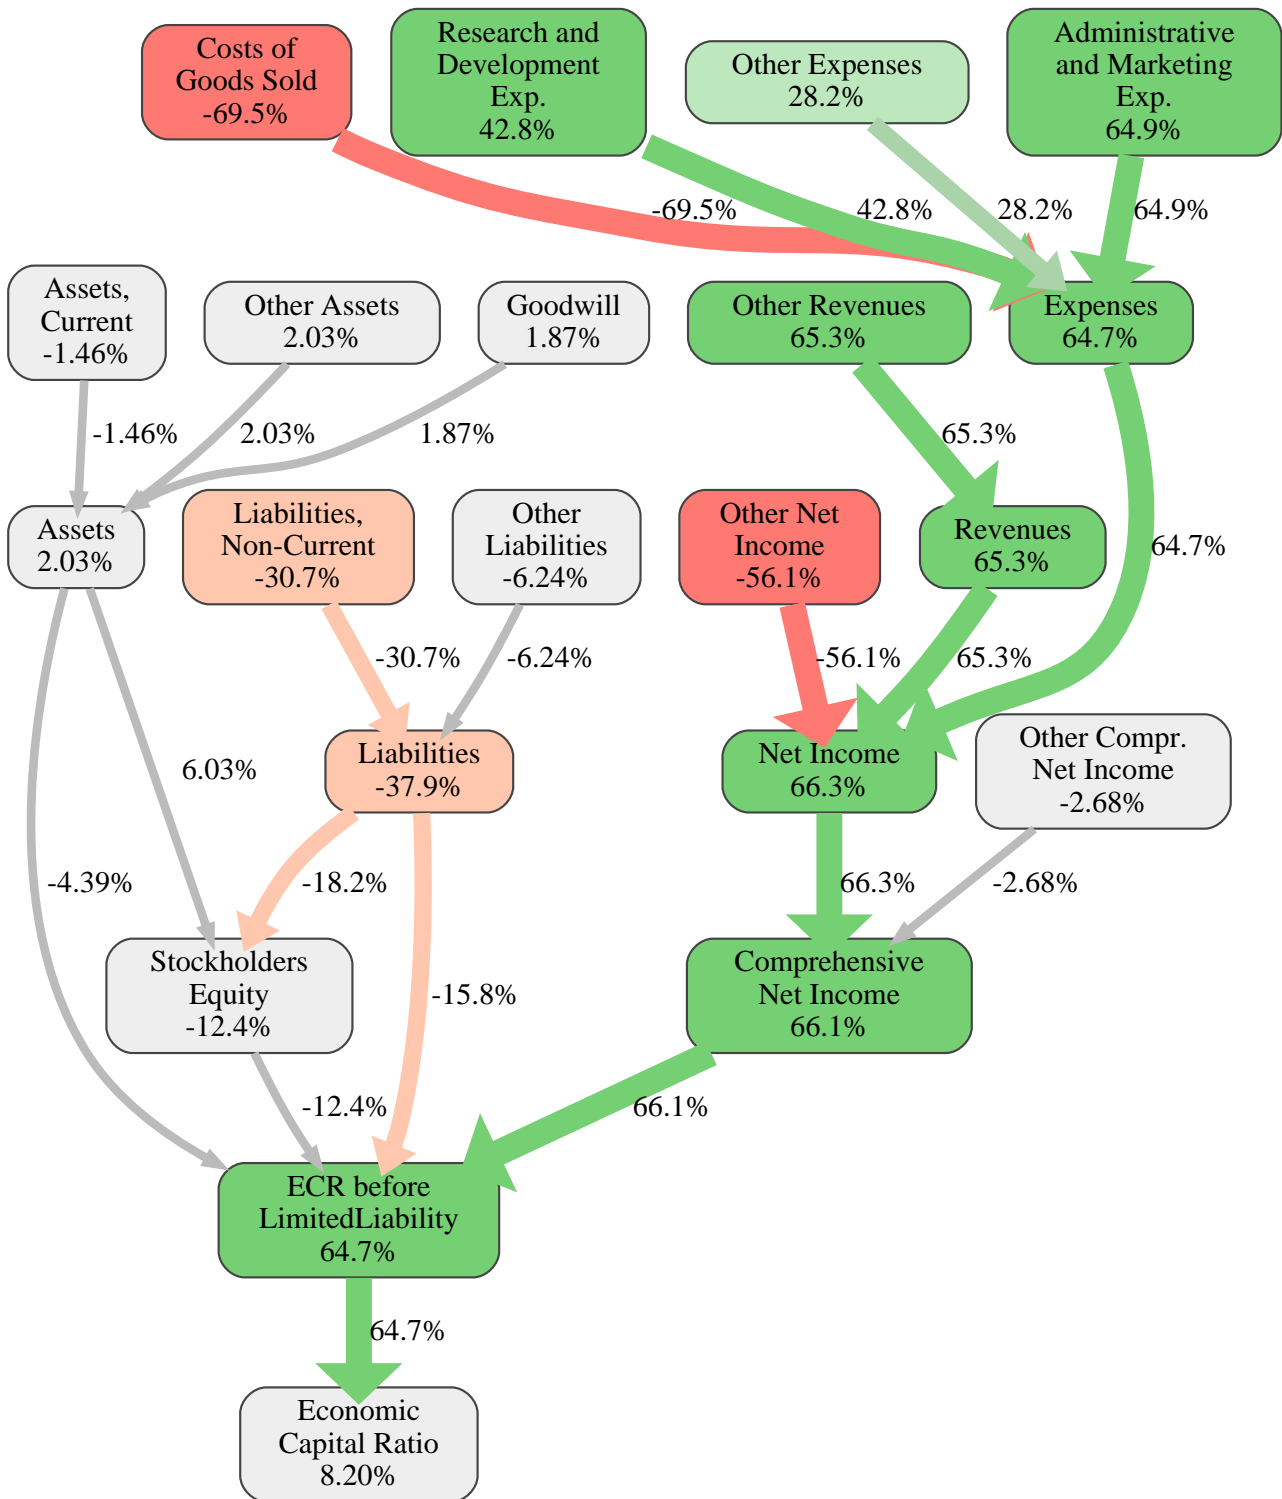 Costs of
Goods Sold
-69.5%
Research and
Development
Exp.
42.8%
Other Expenses
28.2%
Administrative
and Marketing
Exp.
64.9%
-69.5%
42.8%
28.2%
64.9%
Assets,
Current
-1.46%
Other Assets
2.03%
Goodwill
1.87%
Other Revenues
65.3%
Expenses
64.7%
-1.46%
2.03%
1.87%
65.3%
Assets
2.03%
Liabilities,
Non-Current
-30.7%
Other
Liabilities
-6.24%
Other Net
Income
-56.1%
Revenues
65.3%
64.7%
-30.7%
-6.24%
-56.1%
65.3%
Liabilities
-37.9%
Net Income
66.3%
Other Compr.
Net Income
-2.68%
6.03%
-4.39%
-18.2%
66.3%
-2.68%
Stockholders
Equity
-12.4%
-15.8%
Comprehensive
Net Income
66.1%
-12.4%
66.1%
ECR before
LimitedLiability
64.7%
64.7%
Economic
Capital Ratio
8.20%